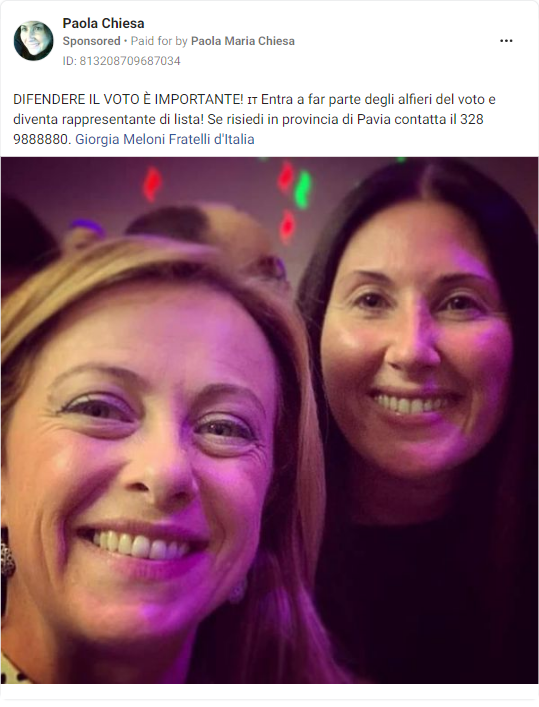 Paola Chiesa
Sponsored • Paid for by Paola Maria Chiesa
ID: 813208709687034
DIFENDERE IL VOTO È IMPORTANTE! ɪᴛ Entra a far parte degli alfieri del voto e
diventa rappresentante di lista! Se risiedi in provincia di Pavia contatta il 328
9888880. Giorgia Meloni Fratelli d'Italia